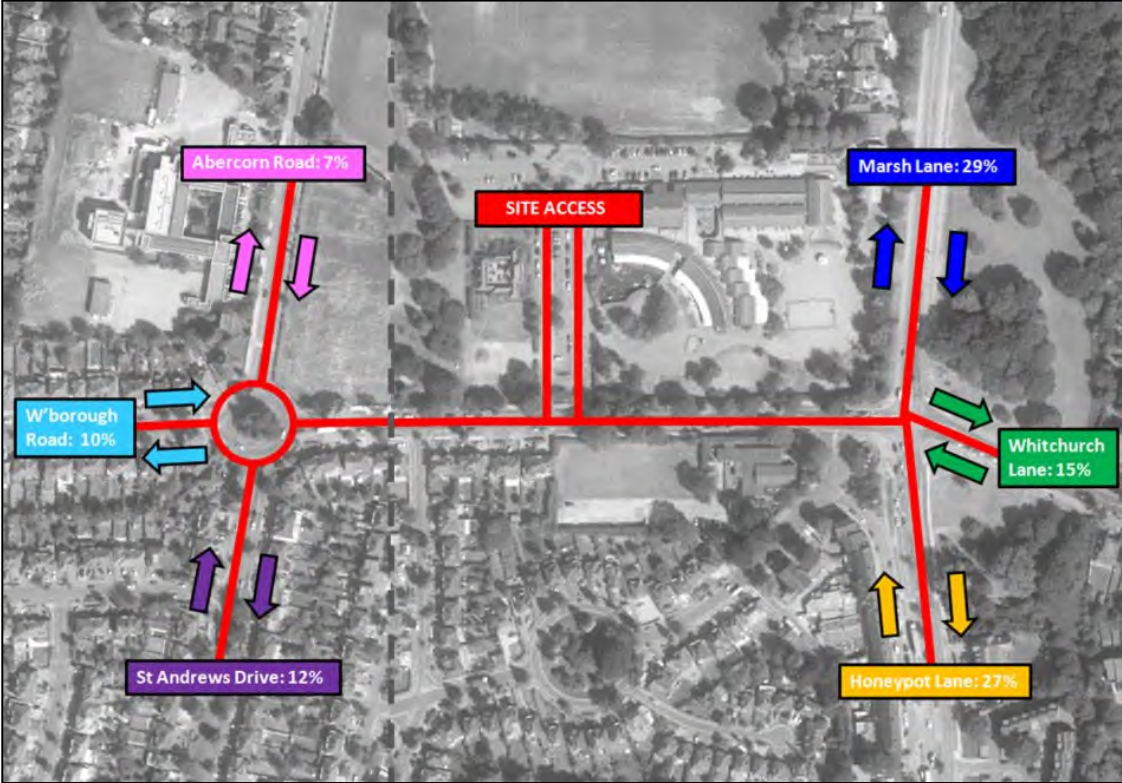 Abercorn Road: 7%
Marsh Lane: 29%
SITE ACCESS
W'borough
Road: 10%
Whitchurch
Lane: 15%
St Andrews Drive: 12%
Honeypot Lane: 27%